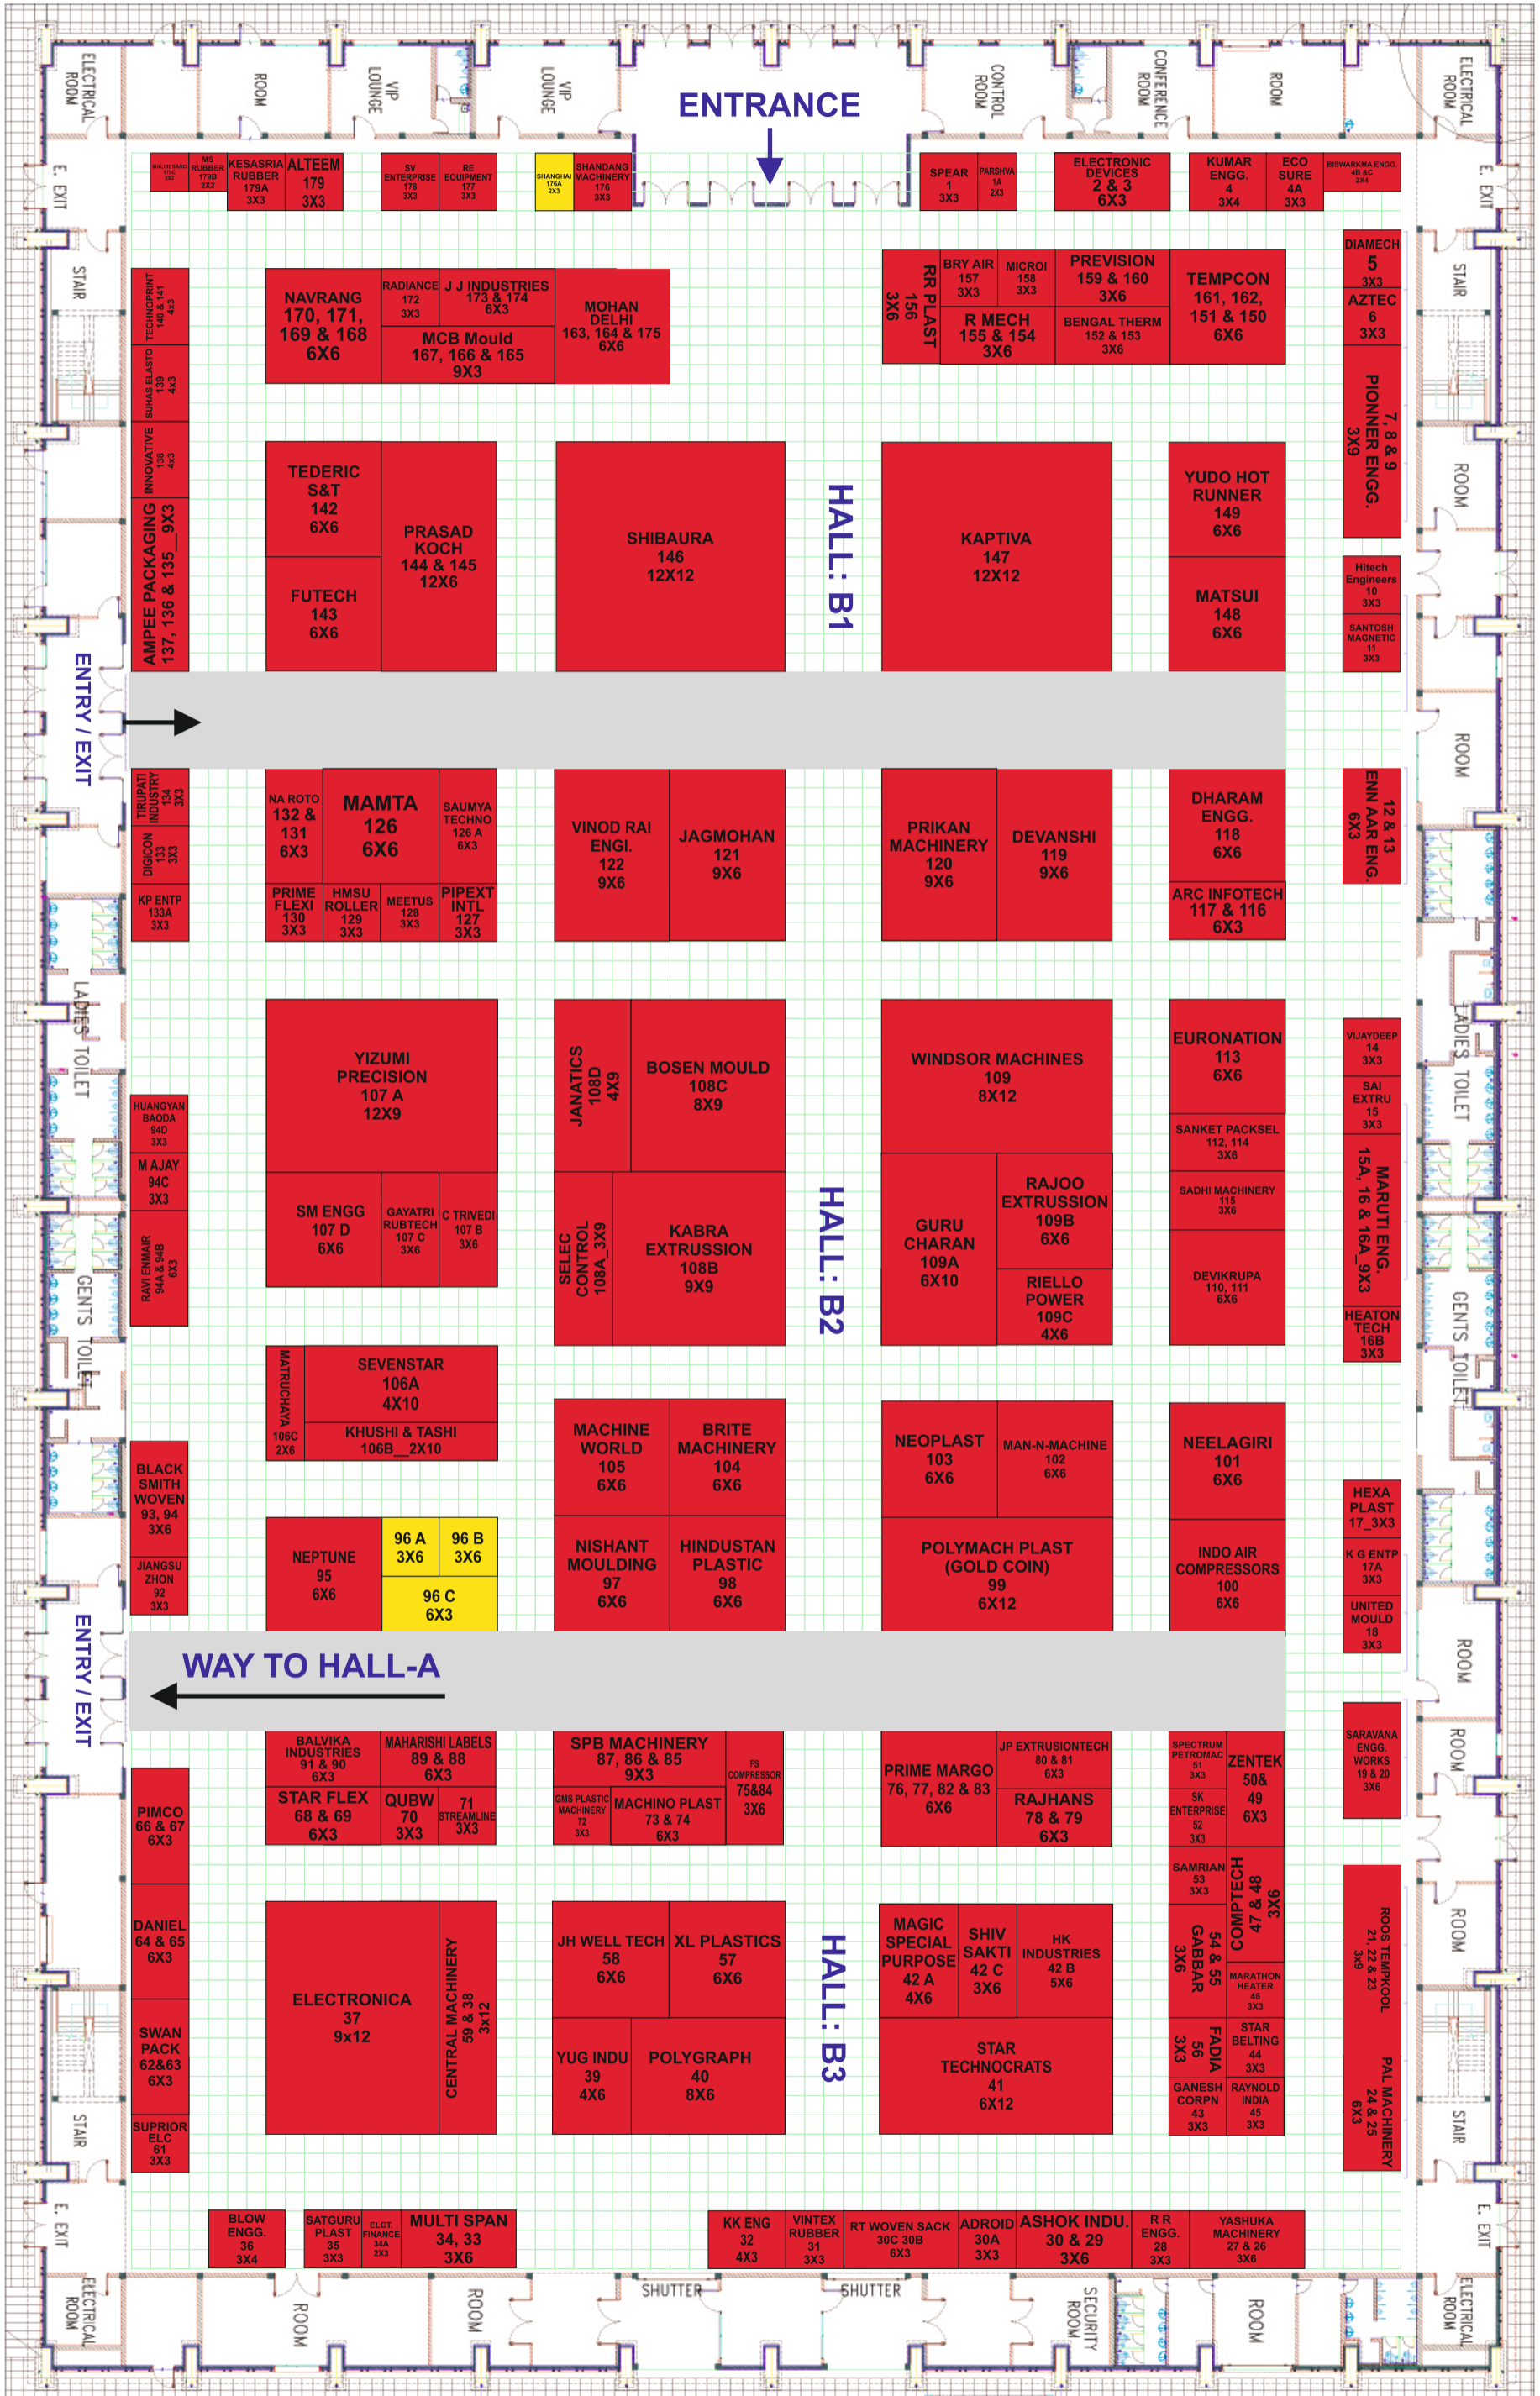 ELECTRICAL
ROOM
ROOM
VIP
LOUNGE
VIP
LOUNGE
ENTRANCE
CONTROL
ROOM
CONFERENCE
ROOM
ROOM
ELECTRICAL
ROOM
E. EXIT
MS
RUBBER
179B
2X2
KESASRIA
RUBBER
179A
3X3
ALTEEM
179
3X3
SV
ENTERPRISE
178
3X3
RE
EQUIPMENT
177
3X3
SHANGHAI
176A
2X3
SHANDANG
MACHINERY
176
3X3
SPEAR
1
3X3
PARSHVA
1A
2X3
ELECTRONIC
DEVICES
2 & 3
6X3
KUMAR
ENGG.
4
3X4
ECO
SURE
4A
3X3
BISWARKMA ENGG.
4B &C
2X4
E. EXIT
STAIR
TECHNOPRINT
140 & 141
4x3
SUHAS ELASTO
139
4x3
INNOVATIVE
138
4x3
AMPEE PACKAGING
137, 136 & 135__9X3
NAVRANG
170, 171,
169 & 168
6X6
RADIANCE
172
3X3
J J INDUSTRIES
173 & 174
6X3
MCB Mould
167, 166 & 165
9X3
MOHAN
DELHI
163, 164 & 175
6X6
RR PLAST
156
3X6
BRY AIR
157
3X3
MICROI
158
3X3
PREVISION
159 & 160
3X6
R MECH
155 & 154
3X6
BENGAL THERM
152 & 153
3X6
TEMPCON
161, 162,
151 & 150
6X6
DIAMECH
5
3X3
AZTEC
6
3X3
7, 8 & 9
PIONNER ENGG.
3X9
STAIR
ROOM
TEDERIC
S&T
142
6X6
FUTECH
143
6X6
PRASAD
KOCH
144 & 145
12X6
SHIBAURA
146
12X12
HALL: B1
KAPTIVA
147
12X12
YUDO HOT
RUNNER
149
6X6
MATSUI
148
6X6
Hitech
Engineers
10
3X3
SANTOSH
MAGNETIC
11
3X3
ENTRY / EXIT
ROOM
TIRUPATI
INDUSTRY
134
3X3
DIGICON
133
3X3
KP ENTP
133A
3X3
NA ROTO
132 &
131
6X3
MAMTA
126
6X6
SAUMYA
TECHNO
126 A
6X3
PRIME
FLEXI
130
3X3
HMSU
ROLLER
129
3X3
MEETUS
128
3X3
PIPEXT
INTL
127
3X3
VINOD RAI
ENGI.
122
9X6
JAGMOHAN
121
9X6
PRIKAN
MACHINERY
120
9X6
DEVANSHI
119
9X6
DHARAM
ENGG.
118
6X6
ARC INFOTECH
117 & 116
6X3
12 & 13
ENN AAR ENG.
6X3
LADIES TOILET
HUANGYAN
BAODA
94D
3X3
M AJAY
94C
3X3
RAVI ENMAIR
94A & 94B
6X3
GENTS TOILET
YIZUMI
PRECISION
107 A
12X9
SM ENGG
107 D
6X6
GAYATRI
RUBTECH
107 C
3X6
C TRIVEDI
107 B
3X6
JANATICS
108D
4X9
BOSEN MOULD
108C
8X9
SELEC
CONTROL
108A_3X9
KABRA
EXTRUSSION
108B
9X9
HALL: B2
WINDSOR MACHINES
109
8X12
GURU
CHARAN
109A
6X10
RAJOO
EXTRUSSION
109B
6X6
RIELLO
POWER
109C
4X6
EURONATION
113
6X6
SANKET PACKSEL
112, 114
3X6
SADHI MACHINERY
115
3X6
DEVIKRUPA
110, 111
6X6
VIJAYDEEP
14
3X3
SAI
EXTRU
15
3X3
MARUTI ENG.
15A, 16 & 16A_9X3
HEATON
TECH
16B
3X3
LADIES TOILET
GENTS TOILET
MATRUCHAYA
106C
2X6
SEVENSTAR
106A
4X10
KHUSHI & TASHI
106B__2X10
BLACK
SMITH
WOVEN
93, 94
3X6
JIANGSU
ZHON
92
3X3
NEPTUNE
95
6X6
96 A
3X6
96 B
3X6
96 C
6X3
MACHINE
WORLD
105
6X6
BRITE
MACHINERY
104
6X6
NISHANT
MOULDING
97
6X6
HINDUSTAN
PLASTIC
98
6X6
NEOPLAST
103
6X6
MAN-N-MACHINE
102
6X6
POLYMACH PLAST
(GOLD COIN)
99
6X12
NEELAGIRI
101
6X6
INDO AIR
COMPRESSORS
100
6X6
HEXA
PLAST
17_3X3
K G ENTP
17A
3X3
UNITED
MOULD
18
3X3
ENTRY / EXIT
WAY TO HALL-A
ROOM
BALVIKA
INDUSTRIES
91 & 90
6X3
MAHARISHI LABELS
89 & 88
6X3
STAR FLEX
68 & 69
6X3
QUBW
70
3X3
71
STREAMLINE
3X3
SPB MACHINERY
87, 86 & 85
9X3
GMS PLASTIC
MACHINERY
72
3X3
MACHINO PLAST
73 & 74
6X3
FS
COMPRESSOR
75&84
3X6
PRIME MARGO
76, 77, 82 & 83
6X6
JP EXTRUSIONTECH
80 & 81
6X3
RAJHANS
78 & 79
6X3
SPECTRUM
PETROMAC
51
3X3
SK
ENTERPRISE
52
3X3
ZENTEK
50&
49
6X3
SARAVANA
ENGG.
WORKS
19 & 20
3X6
ROOM
PIMCO
66 & 67
6X3
DANIEL
64 & 65
6X3
SWAN
PACK
62&63
6X3
SUPRIOR
ELC
61
3X3
ELECTRONICA
37
9x12
CENTRAL MACHINERY
59 & 38
3x12
JH WELL TECH
58
6X6
XL PLASTICS
57
6X6
YUG INDU
39
4X6
POLYGRAPH
40
8X6
HALL: B3
MAGIC
SPECIAL
PURPOSE
42 A
4X6
SHIV
SAKTI
42 C
3X6
HK
INDUSTRIES
42 B
5X6
STAR
TECHNOCRATS
41
6X12
SAMRIAN
53
3X3
COMPTECH
47 & 48
3X6
54 & 55
GABBAR
3X6
MARATHON
HEATER
46
3X3
FADIA
56
3X3
STAR
BELTING
44
3X3
GANESH
CORPN
43
3X3
RAYNOLD
INDIA
45
3X3
ROOS TEMPKOOL
21, 22 & 23
3x9
PAL MACHINERY
24 & 25
6X3
ROOM
STAIR
STAIR
E. EXIT
BLOW
ENGG.
36
3X4
SATGURU
PLAST
35
3X3
ELCT.
FINANCE
34A
2X3
MULTI SPAN
34, 33
3X6
KK ENG
32
4X3
VINTEX
RUBBER
31
3X3
RT WOVEN SACK
30C 30B
6X3
ADROID
30A
3X3
ASHOK INDU.
30 & 29
3X6
R R
ENGG.
28
3X3
YASHUKA
MACHINERY
27 & 26
3X6
E. EXIT
ELECTRICAL
ROOM
ROOM
ROOM
SHUTTER
SHUTTER
SECURITY
ROOM
ROOM
ELECTRICAL
ROOM